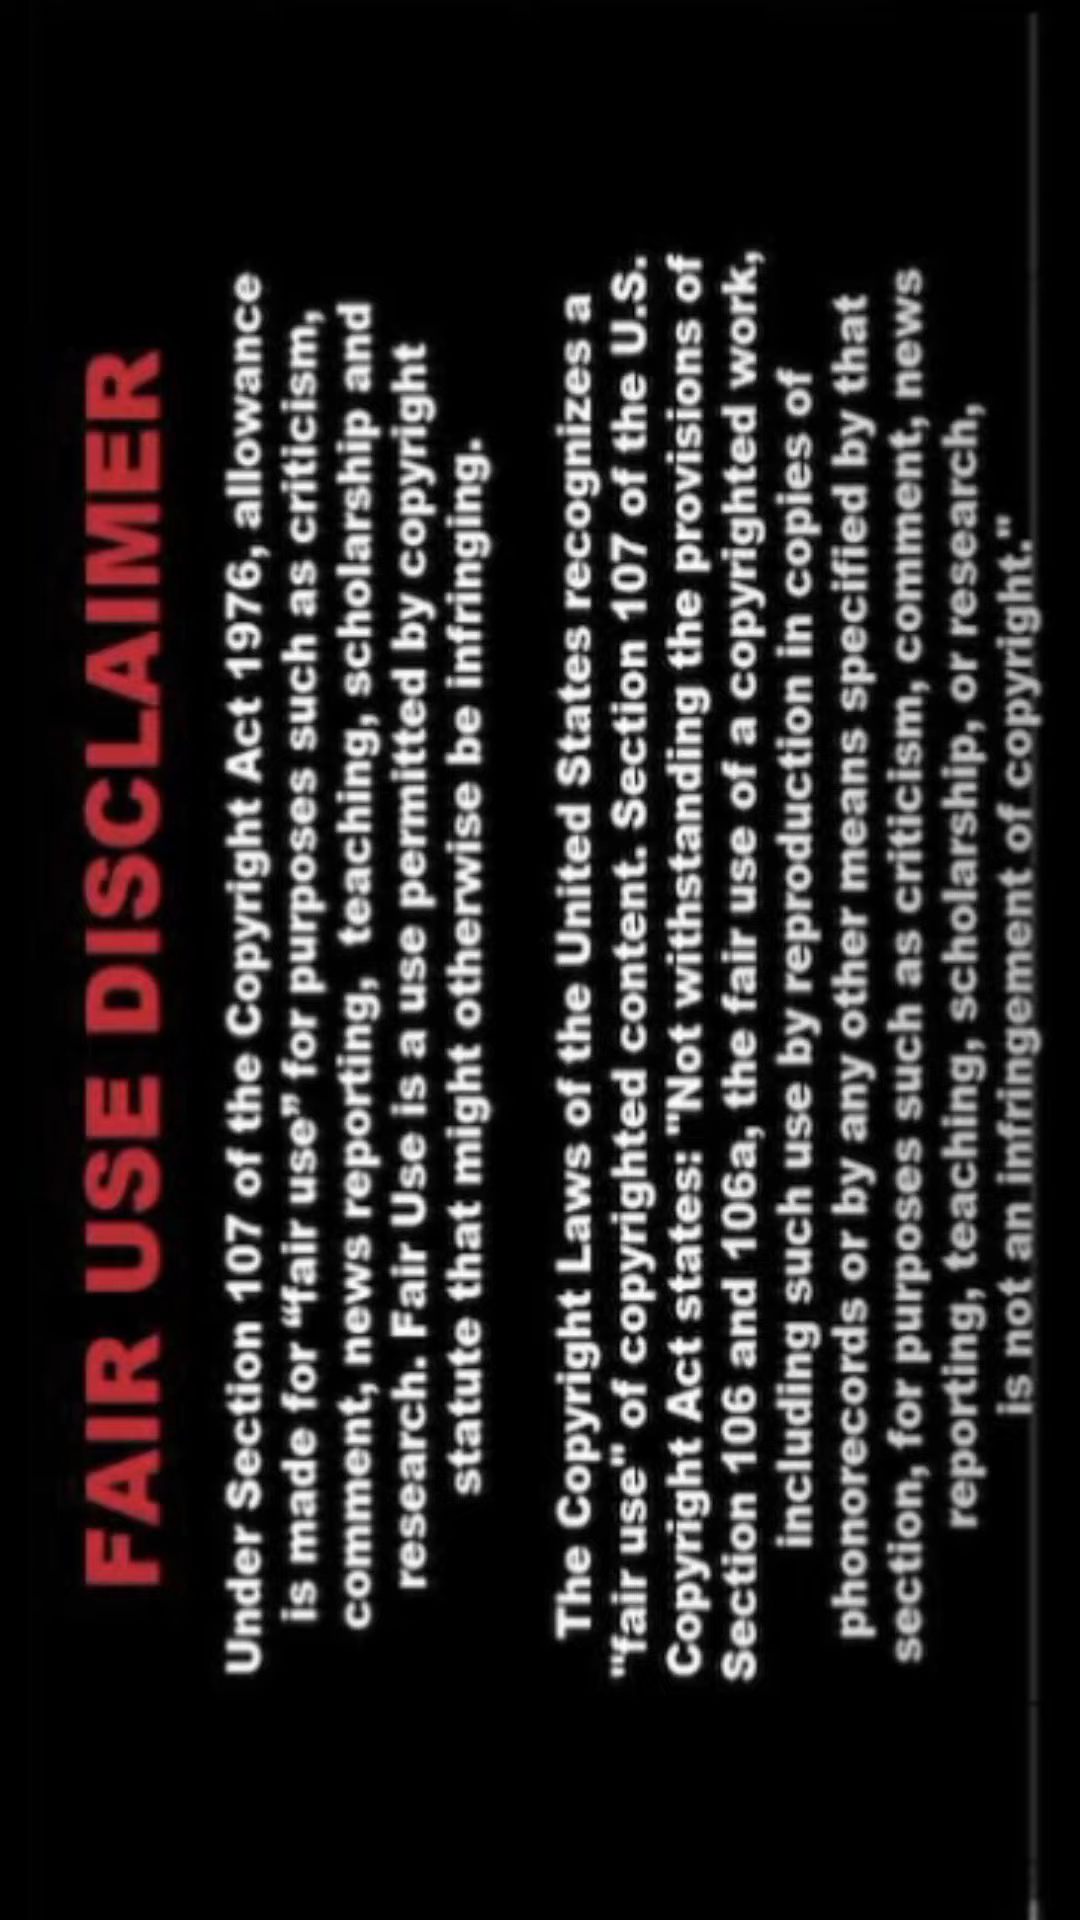 FAIR USE DISCLAIMER
Under Section 107 of the Copyright Act 1976, allowance
is made for “fair use” for purposes such as criticism,
comment, news reporting, teaching, scholarship and
research. Fair Use is a use permitted by copyright
statute that might otherwise be infringing.
The Copyright Laws of the United States recognizes a
"fair use" of copyrighted content. Section 107 of the U.S.
Copyright Act states: "Not withstanding the provisions of
Section 106 and 106a, the fair use of a copyrighted work,
including such use by reproduction in copies of
phonorecords or by any other means specified by that
section, for purposes such as criticism, comment, news
reporting, teaching, scholarship, or research,
is not an infringement of copyright."